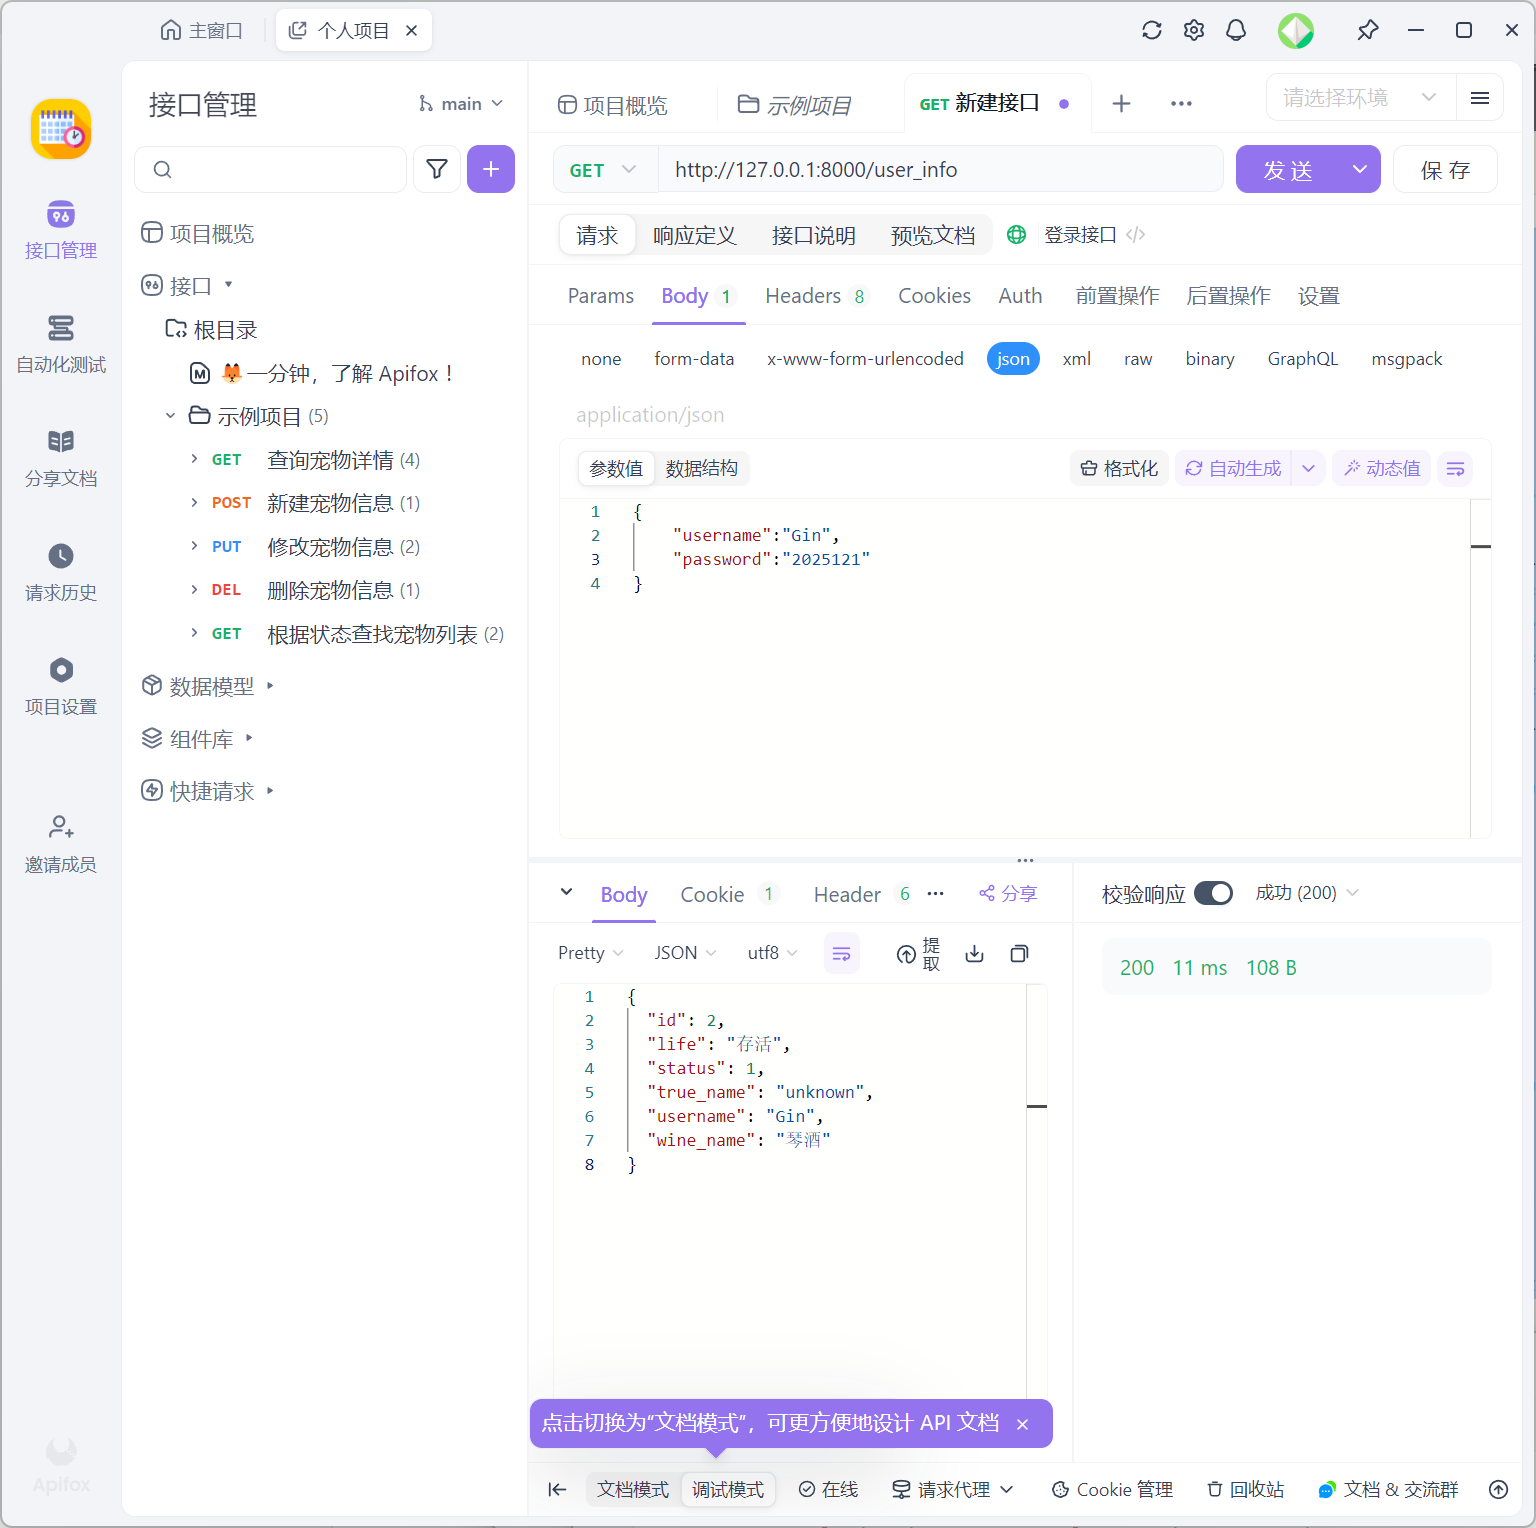 主窗口
个人项目
接口管理
main
项目概览
示例项目
GET 新建接口
请选择环境
GET
http://127.0.0.1:8000/user_info
发 送
保 存
接口管理
自动化测试
分享文档
请求历史
项目设置
邀请成员
Apifox
项目概览
接口
根目录
一分钟，了解 Apifox！
示例项目 (5)
GET 查询宠物详情 (4)
POST 新建宠物信息 (1)
PUT 修改宠物信息 (2)
DEL 删除宠物信息 (1)
GET 根据状态查找宠物列表 (2)
数据模型
组件库
快捷请求
请求 响应定义 接口说明 预览文档 登录接口
Params Body 1 Headers 8 Cookies Auth 前置操作 后置操作 设置
none form-data x-www-form-urlencoded json xml raw binary GraphQL msgpack
application/json
参数值 数据结构 格式化 自动生成 动态值
1 {
2 "username":"Gin",
3 "password":"2025121"
4 }
Body Cookie 1 Header 6 ••• 分享
Pretty JSON utf8 提取
1 {
2 "id": 2,
3 "life": "存活",
4 "status": 1,
5 "true_name": "unknown",
6 "username": "Gin",
7 "wine_name": "琴酒"
8 }
校验响应 成功 (200)
200 11 ms 108 B
点击切换为“文档模式”，可更方便地设计 API 文档
文档模式 调试模式 在线 请求代理 Cookie 管理 回收站 文档 & 交流群